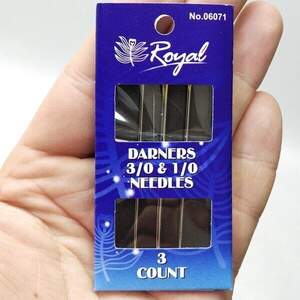 No.06071
Royal
DARNERS
3/0 & 1/0
NEEDLES
3
COUNT